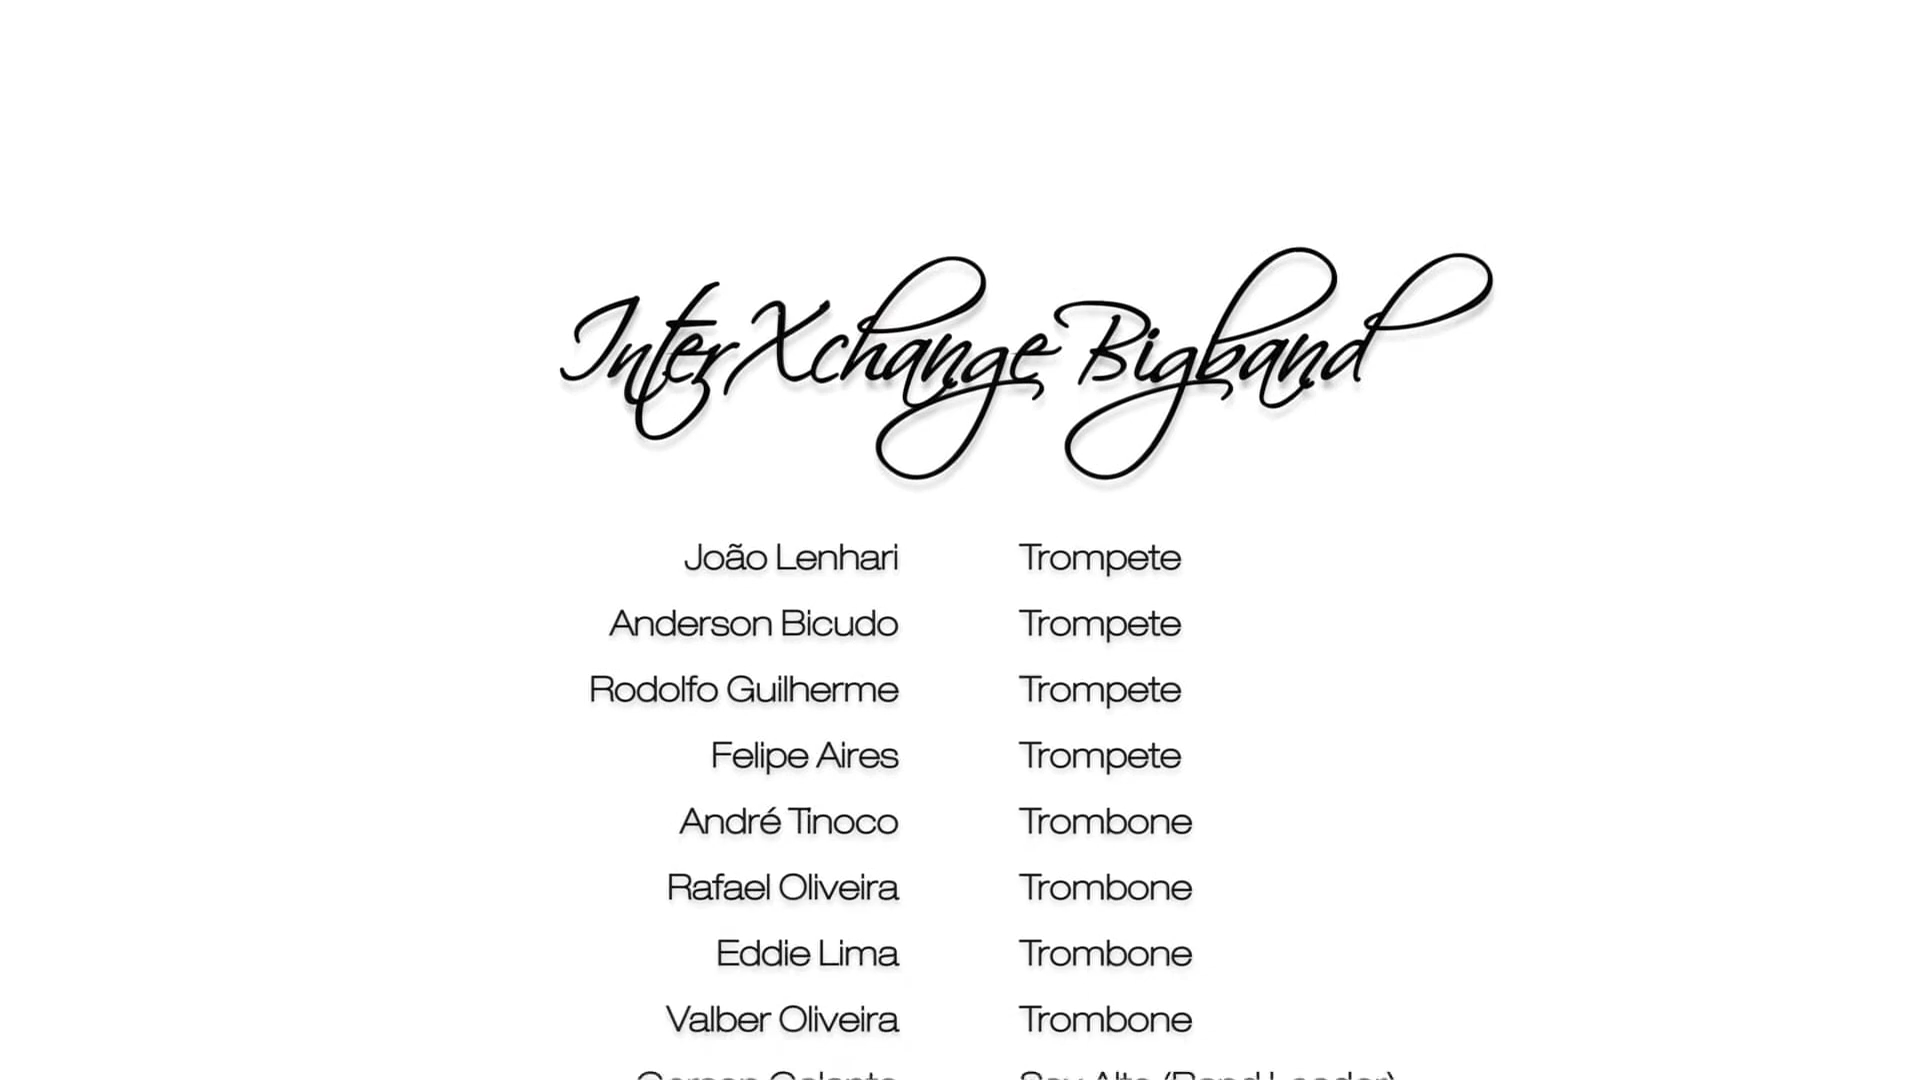 InterXchange Bigband
João Lenhari Trompete
Anderson Bicudo Trompete
Rodolfo Guilherme Trompete
Felipe Aires Trompete
André Tinoco Trombone
Rafael Oliveira Trombone
Eddie Lima Trombone
Valber Oliveira Trombone